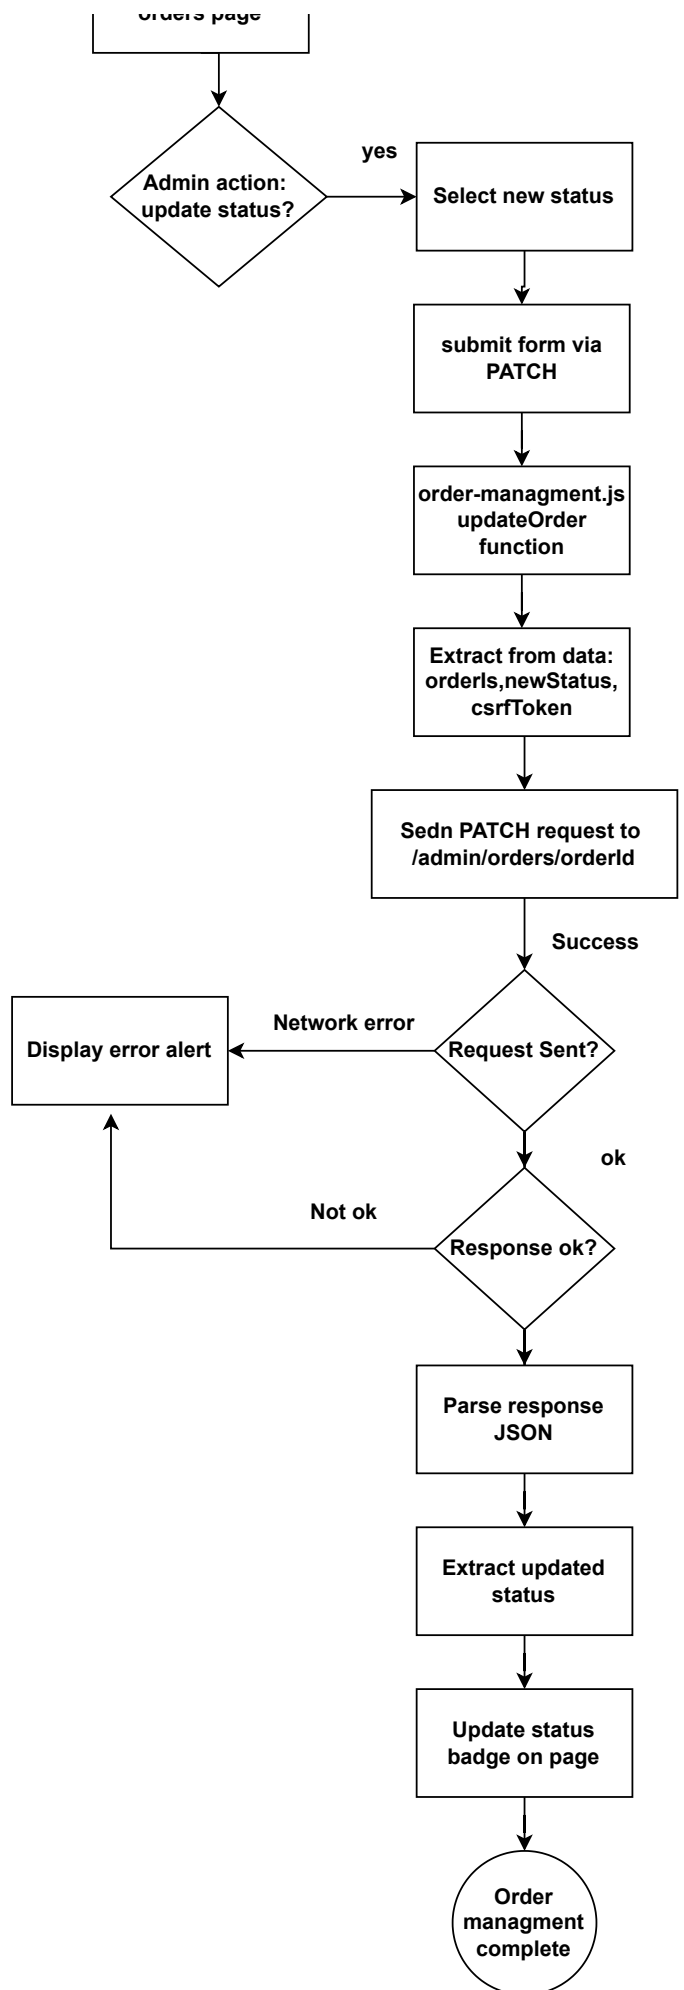 orders page
yes
Admin action:
update status?
Select new status
submit form via
PATCH
order-managment.js
updateOrder
function
Extract from data:
orderIs,newStatus,
csrfToken
Sedn PATCH request to
/admin/orders/orderId
Success
Network error
Display error alert
Request Sent?
ok
Not ok
Response ok?
Parse response
JSON
Extract updated
status
Update status
badge on page
Order
managment
complete